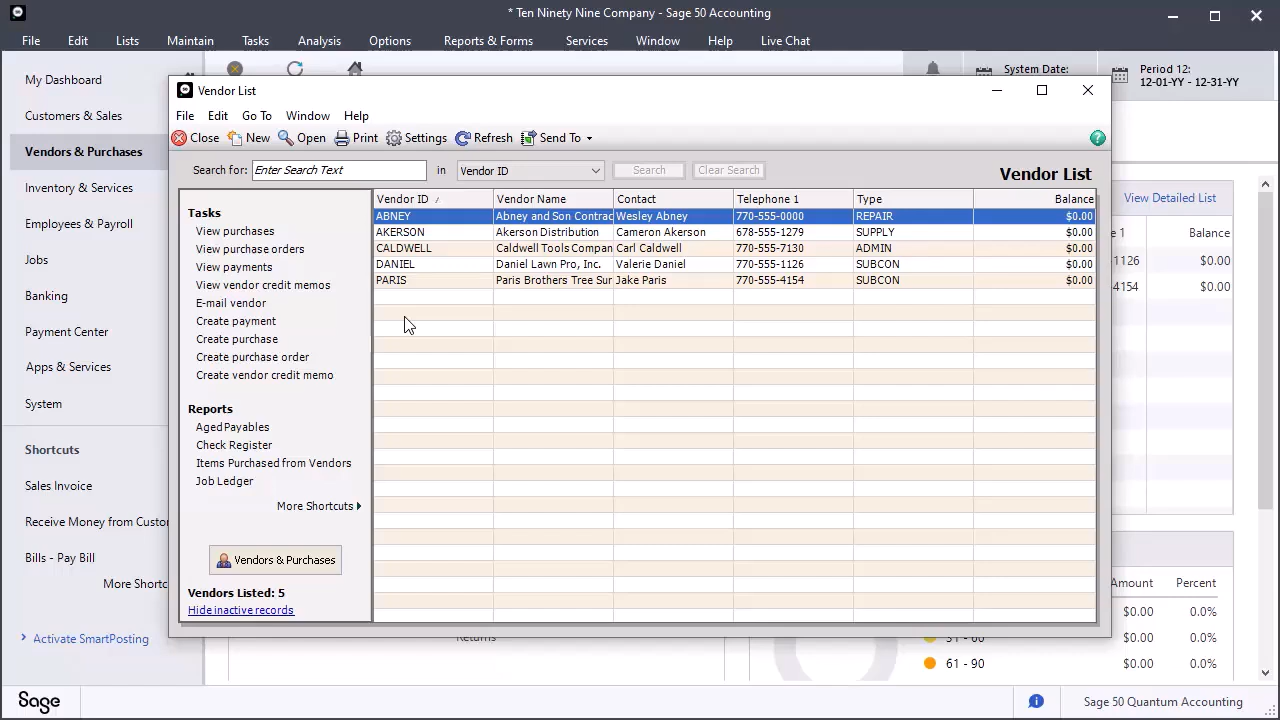 * Ten Ninety Nine Company - Sage 50 Accounting
File Edit Lists Maintain Tasks Analysis Options Reports & Forms Services Window Help Live Chat
My Dashboard
Customers & Sales
Vendors & Purchases
Inventory & Services
Employees & Payroll
Jobs
Banking
Payment Center
Apps & Services
System
Shortcuts
Sales Invoice
Receive Money from Custor
Bills - Pay Bill
More Shortc
Activate SmartPosting
System Date:
Period 12:
12-01-YY - 12-31-YY
Vendor List
File Edit Go To Window Help
Close New Open Print Settings Refresh Send To
?
Search for: Enter Search Text in Vendor ID Search Clear Search
Vendor List
Tasks
View purchases
View purchase orders
View payments
View vendor credit memos
E-mail vendor
Create payment
Create purchase
Create purchase order
Create vendor credit memo
Reports
Aged Payables
Check Register
Items Purchased from Vendors
Job Ledger
More Shortcuts
Vendors & Purchases
Vendors Listed: 5
Hide inactive records
Vendor ID Vendor Name Contact Telephone 1 Type Balance
ABNEY Abney and Son Contrac Wesley Abney 770-555-0000 REPAIR $0.00
AKERSON Akerson Distribution Cameron Akerson 678-555-1279 SUPPLY $0.00
CALDWELL Caldwell Tools Compan Carl Caldwell 770-555-7130 ADMIN $0.00
DANIEL Daniel Lawn Pro, Inc. Valerie Daniel 770-555-1126 SUBCON $0.00
PARIS Paris Brothers Tree Sur Jake Paris 770-555-4154 SUBCON $0.00
View Detailed List
e 1 Balance
1126 $0.00
4154 $0.00
Amount Percent
$0.00 0.0%
31 - 60 $0.00 0.0%
61 - 90 $0.00 0.0%
Returns
Sage
Sage 50 Quantum Accounting